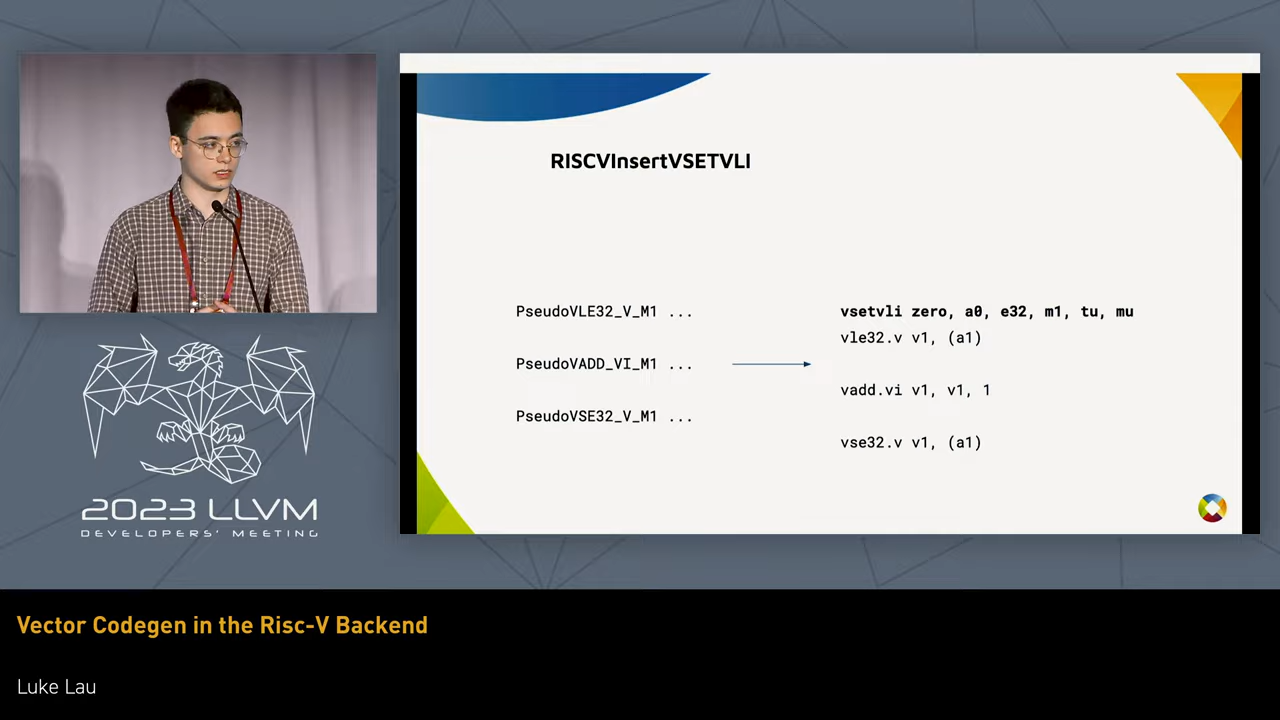 RISCVInsertVSETVLI
PseudoVLE32_V_M1 ...
PseudoVADD_VI_M1 ...
PseudoVSE32_V_M1 ...
vsetvli zero, a0, e32, m1, tu, mu
vle32.v v1, (a1)
vadd.vi v1, v1, 1
vse32.v v1, (a1)
2023 LLVM
DEVELOPERS' MEETING
Vector Codegen in the Risc-V Backend
Luke Lau